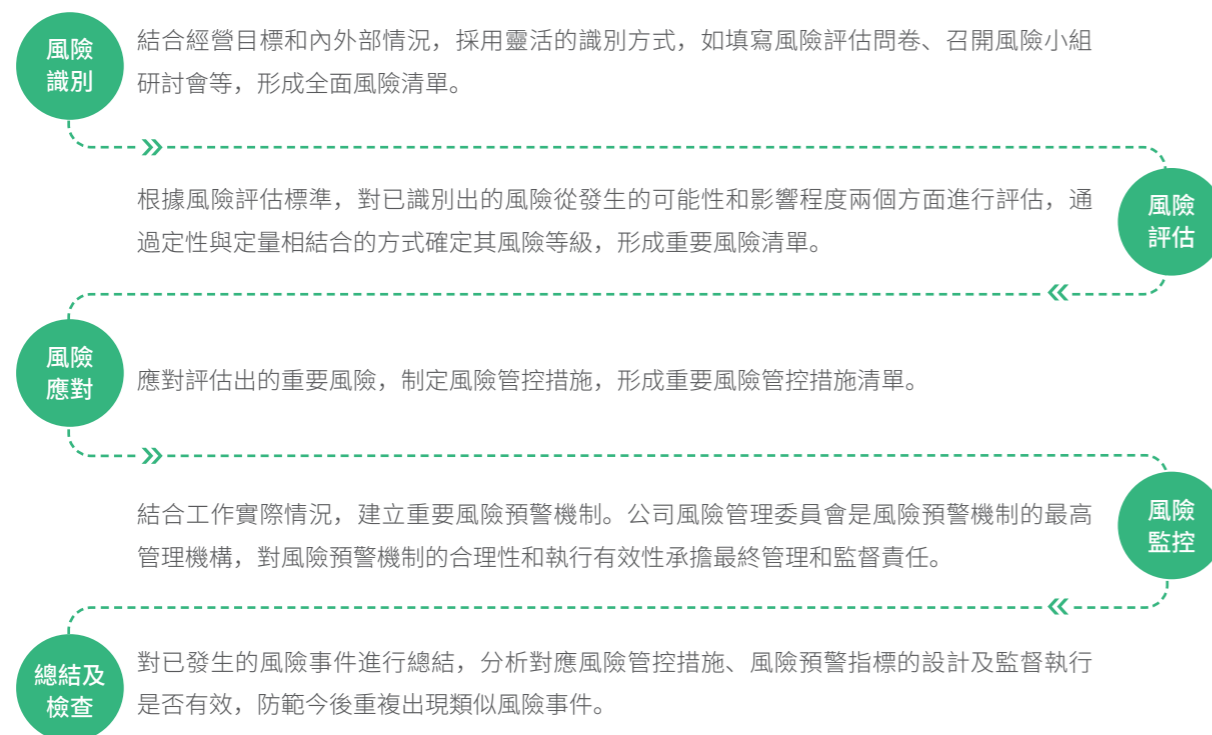 風險
識別
結合經營目標和內外部情況，採用靈活的識別方式，如填寫風險評估問卷、召開風險小組
研討會等，形成全面風險清單。
根據風險評估標準，對已識別出的風險從發生的可能性和影響程度兩個方面進行評估，通
過定性與定量相結合的方式確定其風險等級，形成重要風險清單。
風險
評估
風險
應對
應對評估出的重要風險，制定風險管控措施，形成重要風險管控措施清單。
結合工作實際情況，建立重要風險預警機制。公司風險管理委員會是風險預警機制的最高
管理機構，對風險預警機制的合理性和執行有效性承擔最終管理和監督責任。
風險
監控
總結及
檢查
對已發生的風險事件進行總結，分析對應風險管控措施、風險預警指標的設計及監督執行
是否有效，防範今後重複出現類似風險事件。